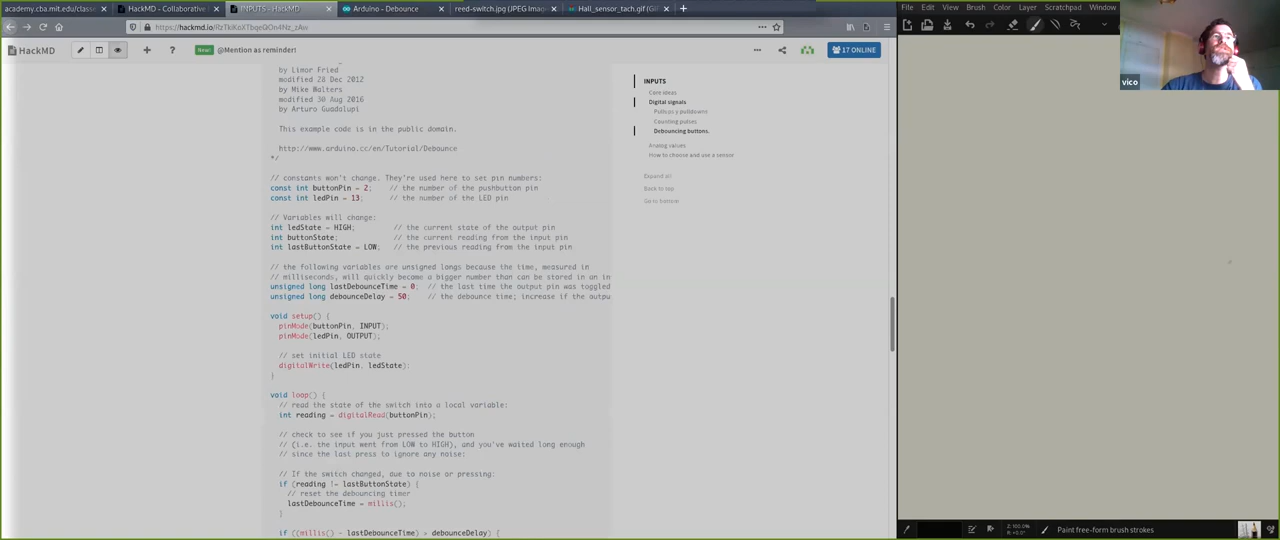 academy.cba.mit.edu/classe
HackMD - Collaborative
INPUTS - HackMD
Arduino - Debounce
reed-switch.jpg (JPEG Imag
Hall_sensor_tach.gif (GIF
File View Brush Color Layer Scratchpad Window
HackMD
New! @Mention as reminder!
17 ONLINE
vico
by Limor Fried
modified 28 Dec 2012
by Mike Walters
modified 30 Aug 2016
by Arturo Guadalupi
This example code is in the public domain.
http://www.arduino.cc/en/Tutorial/Debounce
*/
// constants won't change. They're used here to set pin numbers:
const int buttonPin = 2;    // the number of the pushbutton pin
const int ledPin = 13;      // the number of the LED pin
// Variables will change:
int ledState = HIGH;         // the current state of the output pin
int buttonState;             // the current reading from the input pin
int lastButtonState = LOW;   // the previous reading from the input pin
// the following variables are unsigned longs because the time, measured in
// milliseconds, will quickly become a bigger number than can be stored in an in
unsigned long lastDebounceTime = 0;  // the last time the output pin was toggled
unsigned long debounceDelay = 50;    // the debounce time; increase if the outpu
void setup() {
pinMode(buttonPin, INPUT);
pinMode(ledPin, OUTPUT);
// set initial LED state
digitalWrite(ledPin, ledState);
}
void loop() {
// read the state of the switch into a local variable:
int reading = digitalRead(buttonPin);
// check to see if you just pressed the button
// (i.e. the input went from LOW to HIGH), and you've waited long enough
// since the last press to ignore any noise:
// If the switch changed, due to noise or pressing:
if (reading != lastButtonState) {
// reset the debouncing timer
lastDebounceTime = millis();
}
if ((millis() - lastDebounceTime) > debounceDelay) {
INPUTS
Core ideas
Digital signals
Pullups y pulldowns
Counting pulses
Debouncing buttons.
Analog values
How to choose and use a sensor
Expand all
Back to top
Go to bottom
Paint free-form brush strokes